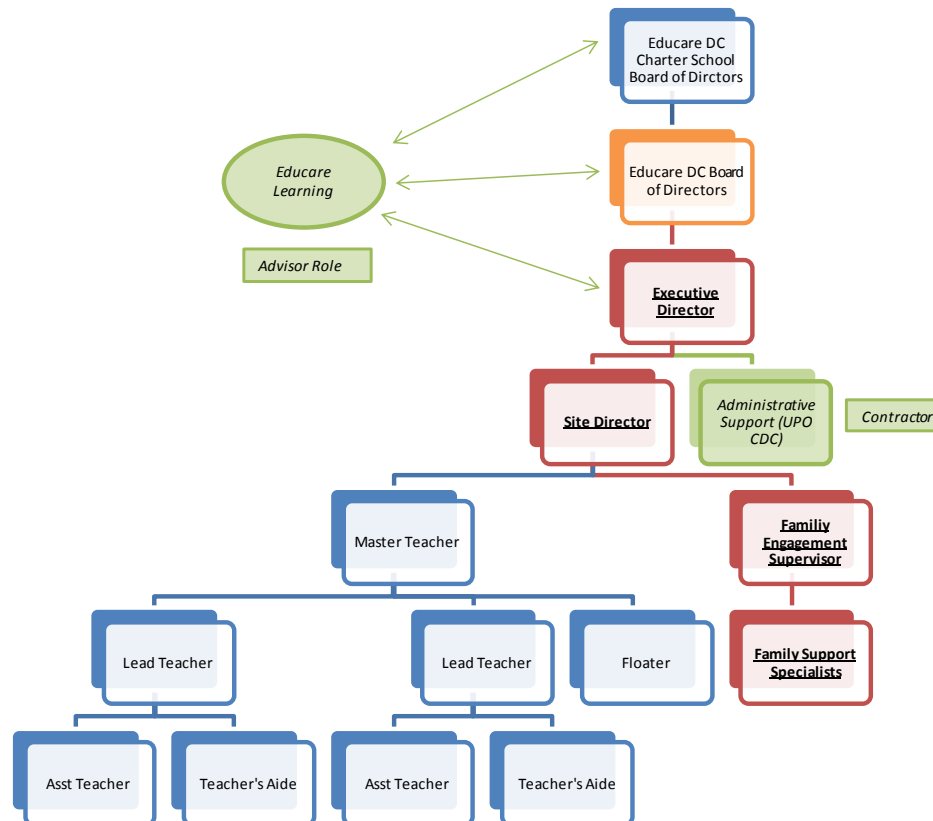 Educare DC
Charter School
Board of Dirctors
Educare
Learning
Educare DC Board
of Directors
Advisor Role
Executive
Director
Site Director
Administrative
Support (UPO
CDC)
Contractor
Master Teacher
Familiy
Engagement
Supervisor
Lead Teacher
Lead Teacher
Floater
Family Support
Specialists
Asst Teacher
Teacher's Aide
Asst Teacher
Teacher's Aide